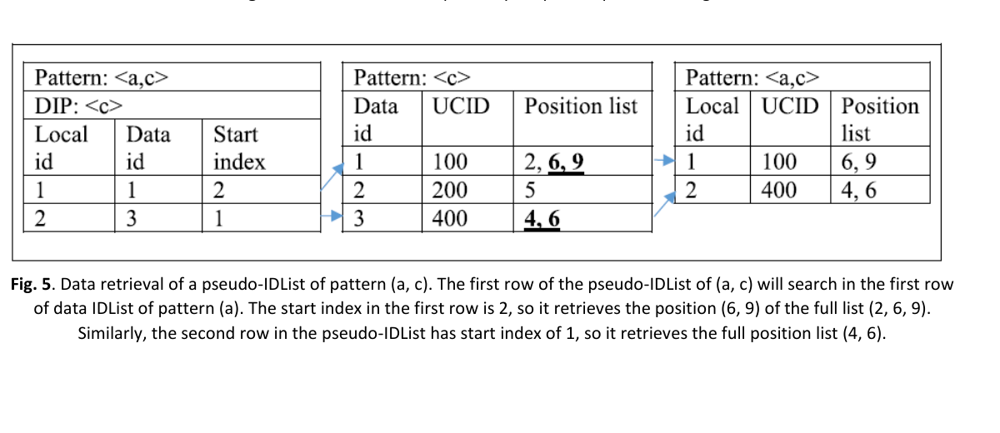 Pattern: <a,c>
DIP: <c>
Local id Data id Start index
1 1 2
2 3 1
Pattern: <c>
Data id UCID Position list
1 100 2, 6, 9
2 200 5
3 400 4, 6
Pattern: <a,c>
Local id UCID Position list
1 100 6, 9
2 400 4, 6
Fig. 5. Data retrieval of a pseudo-IDList of pattern (a, c). The first row of the pseudo-IDList of (a, c) will search in the first row
of data IDList of pattern (a). The start index in the first row is 2, so it retrieves the position (6, 9) of the full list (2, 6, 9).
Similarly, the second row in the pseudo-IDList has start index of 1, so it retrieves the full position list (4, 6).